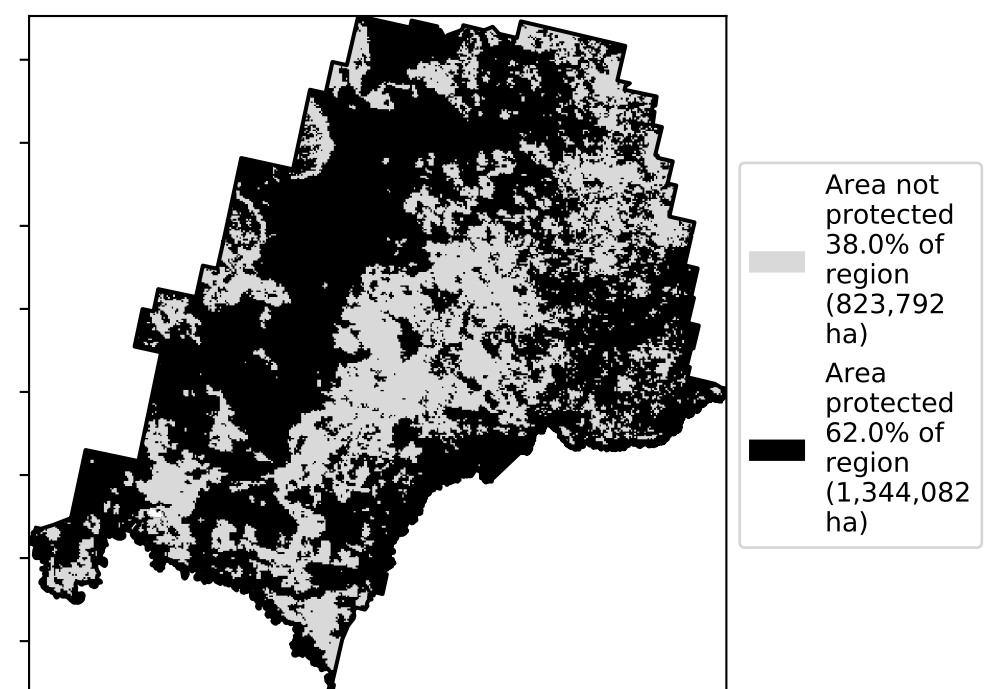 Area not
protected
38.0% of
region
(823,792
ha)
Area
protected
62.0% of
region
(1,344,082
ha)